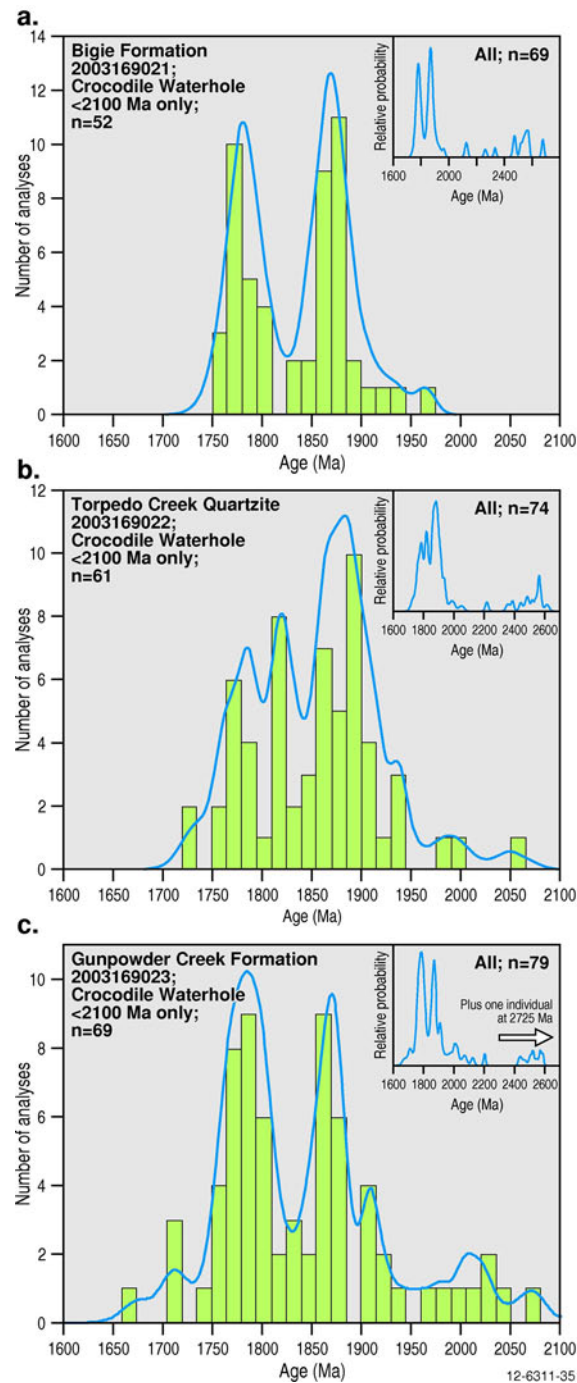 a.
14
12
10
8
6
4
2
0
Number of analyses
Bigie Formation
2003169021;
Crocodile Waterhole
<2100 Ma only;
n=52
All; n=69
Relative probability
1600 2000 2400
Age (Ma)
1600 1650 1700 1750 1800 1850 1900 1950 2000 2050 2100
Age (Ma)
b.
12
10
8
6
4
2
0
Number of analyses
Torpedo Creek Quartzite
2003169022;
Crocodile Waterhole
<2100 Ma only;
n=61
All; n=74
Relative probability
1600 1800 2000 2200 2400 2600
Age (Ma)
1600 1650 1700 1750 1800 1850 1900 1950 2000 2050 2100
Age (Ma)
c.
10
8
6
4
2
0
Number of analyses
Gunpowder Creek Formation
2003169023;
Crocodile Waterhole
<2100 Ma only;
n=69
All; n=79
Plus one individual
at 2725 Ma
Relative probability
1600 1800 2000 2200 2400 2600
Age (Ma)
1600 1650 1700 1750 1800 1850 1900 1950 2000 2050 2100
Age (Ma)
12-6311-35